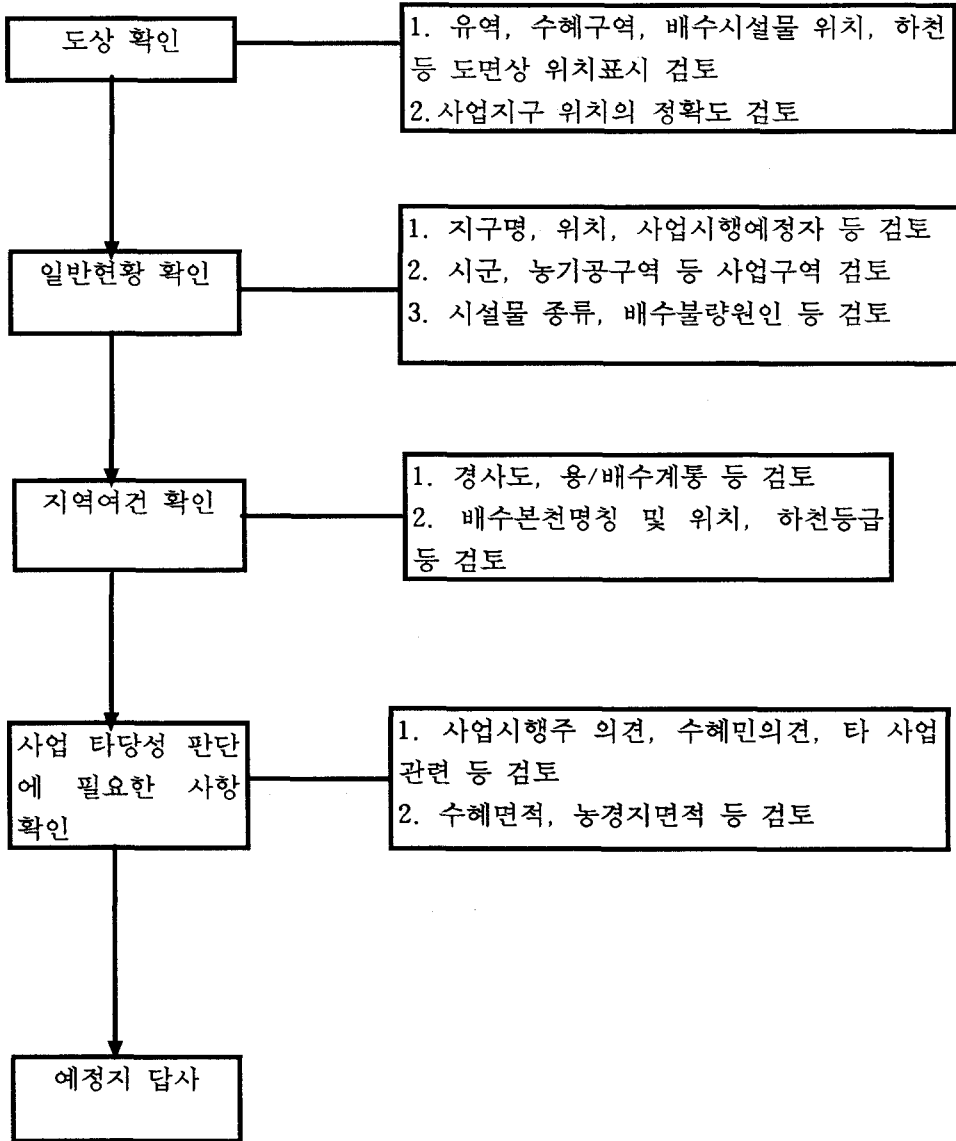 도상 확인
1. 유역, 수혜구역, 배수시설물 위치, 하천
등 도면상 위치표시 검토
2.사업지구 위치의 정확도 검토
일반현황 확인
1. 지구명, 위치, 사업시행예정자 등 검토
2. 시군, 농기공구역 등 사업구역 검토
3. 시설물 종류, 배수불량원인 등 검토
지역여건 확인
1. 경사도, 용/배수계통 등 검토
2. 배수본천명칭 및 위치, 하천등급
등 검토
사업 타당성 판단
에 필요한 사항
확인
1. 사업시행주 의견, 수혜민의견, 타 사업
관련 등 검토
2. 수혜면적, 농경지면적 등 검토
예정지 답사